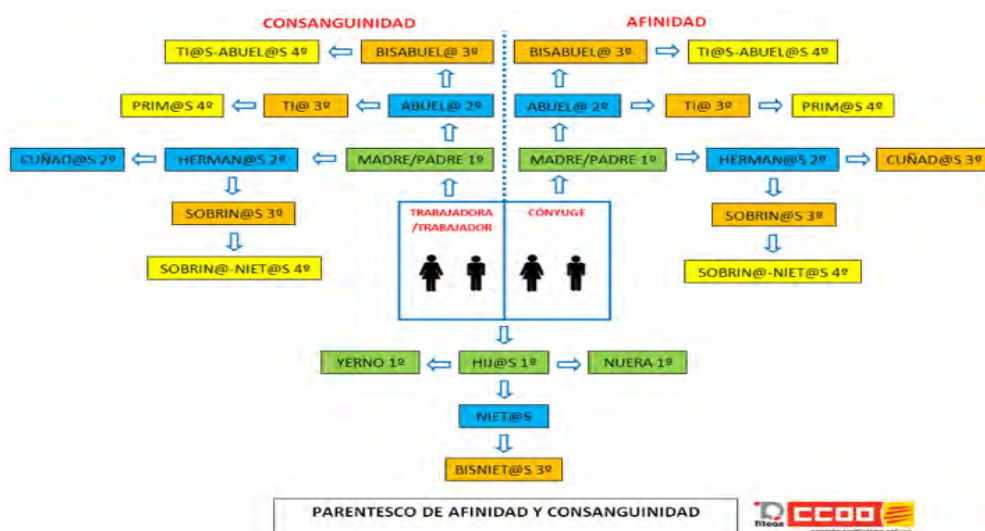 CONSANGUINIDAD
AFINIDAD
TI@S-ABUEL@S 4º
BISABUEL@ 3º
BISABUEL@ 3º
TI@S-ABUEL@S 4º
PRIM@S 4º
TI@ 3º
ABUEL@ 2º
ABUEL@ 2º
TI@ 3º
PRIM@S 4º
CUÑAD@S 2º
HERMAN@S 2º
MADRE/PADRE 1º
MADRE/PADRE 1º
HERMAN@S 2º
CUÑAD@S 3º
SOBRIN@S 3º
TRABAJADORA
/TRABAJADOR
CÓNYUGE
SOBRIN@S 3º
SOBRIN@-NIET@S 4º
SOBRIN@-NIET@S 4º
YERNO 1º
HIJ@S 1º
NUERA 1º
NIET@S
BISNIET@S 3º
PARENTESCO DE AFINIDAD Y CONSANGUINIDAD
fiteqa
CCOO